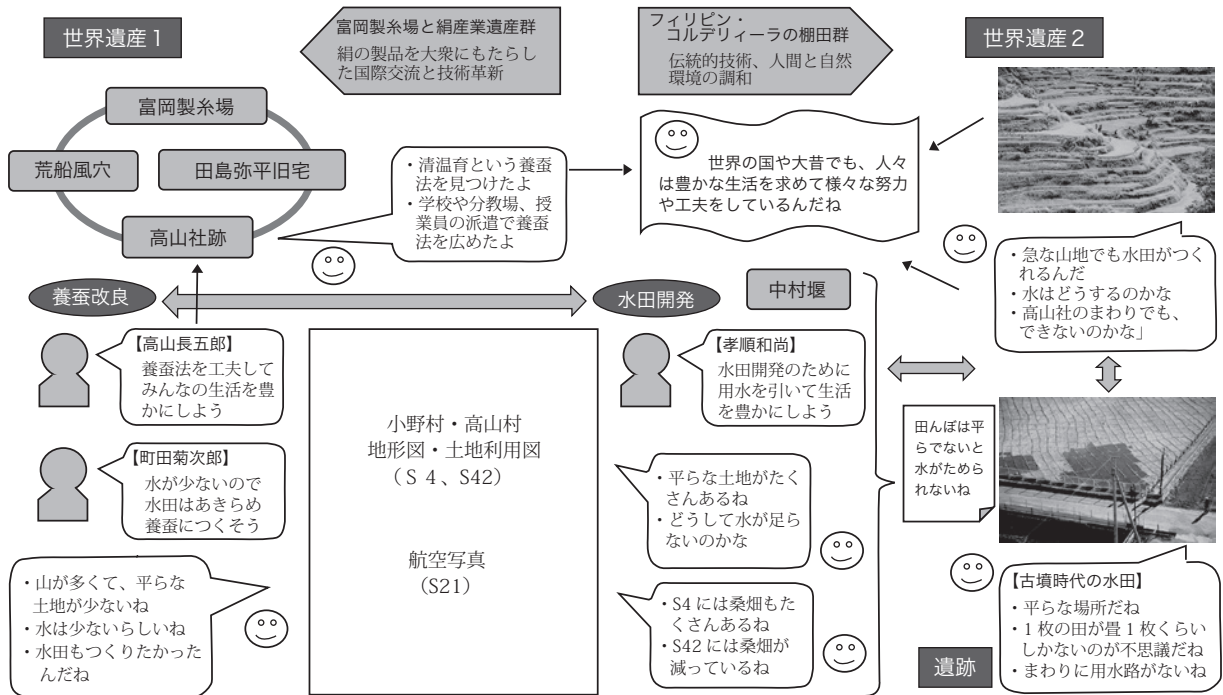 世界遺産1
富岡製糸場と絹産業遺産群
絹の製品を大衆にもたらし
た国際交流と技術革新
フィリピン・
コルデリィーラの棚田群
伝統的技術、人間と自然
環境の調和
世界遺産2
富岡製糸場
荒船風穴
田島弥平旧宅
高山社跡
・清温育という養蚕
法を見つけたよ
・学校や分教場、授
業員の派遣で養蚕
法を広めたよ
世界の国や大昔でも、人々
は豊かな生活を求めて様々な努力
や工夫をしているんだね
・急な山地でも水田がつく
れるんだ
・水はどうするのかな
・高山社のまわりでも、
できないのかな」
養蚕改良
水田開発
中村堰
【高山長五郎】
養蚕法を工夫して
みんなの生活を豊
かにしよう
【町田菊次郎】
水が少ないので
水田はあきらめ
養蚕につくそう
・山が多くて、平らな
土地が少ないね
・水は少ないらしいね
・水田もつくりたかった
んだね
小野村・高山村
地形図・土地利用図
(S 4、S42)
航空写真
(S21)
【孝順和尚】
水田開発のために
用水を引いて生活
を豊かにしよう
・平らな土地がたく
さんあるね
・どうして水が足ら
ないのかな
・S4 には桑畑もた
くさんあるね
・S42 には桑畑が
減っているね
田んぼは平
らでないと
水がためら
れないね
【古墳時代の水田】
・平らな場所だね
・1枚の田が畳1枚くらい
しかないのが不思議だね
・まわりに用水路がないね
遺跡